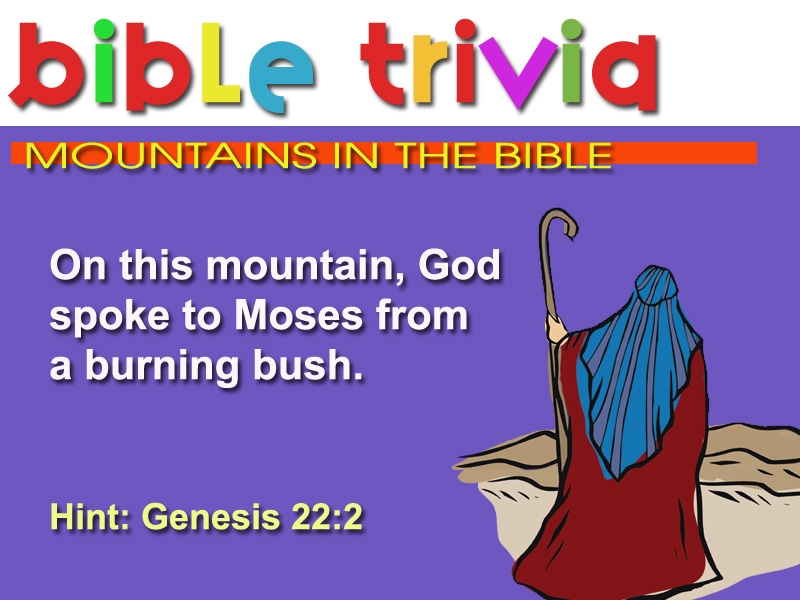 bible trivia
MOUNTAINS IN THE BIBLE
On this mountain, God
spoke to Moses from
a burning bush.
Hint: Genesis 22:2